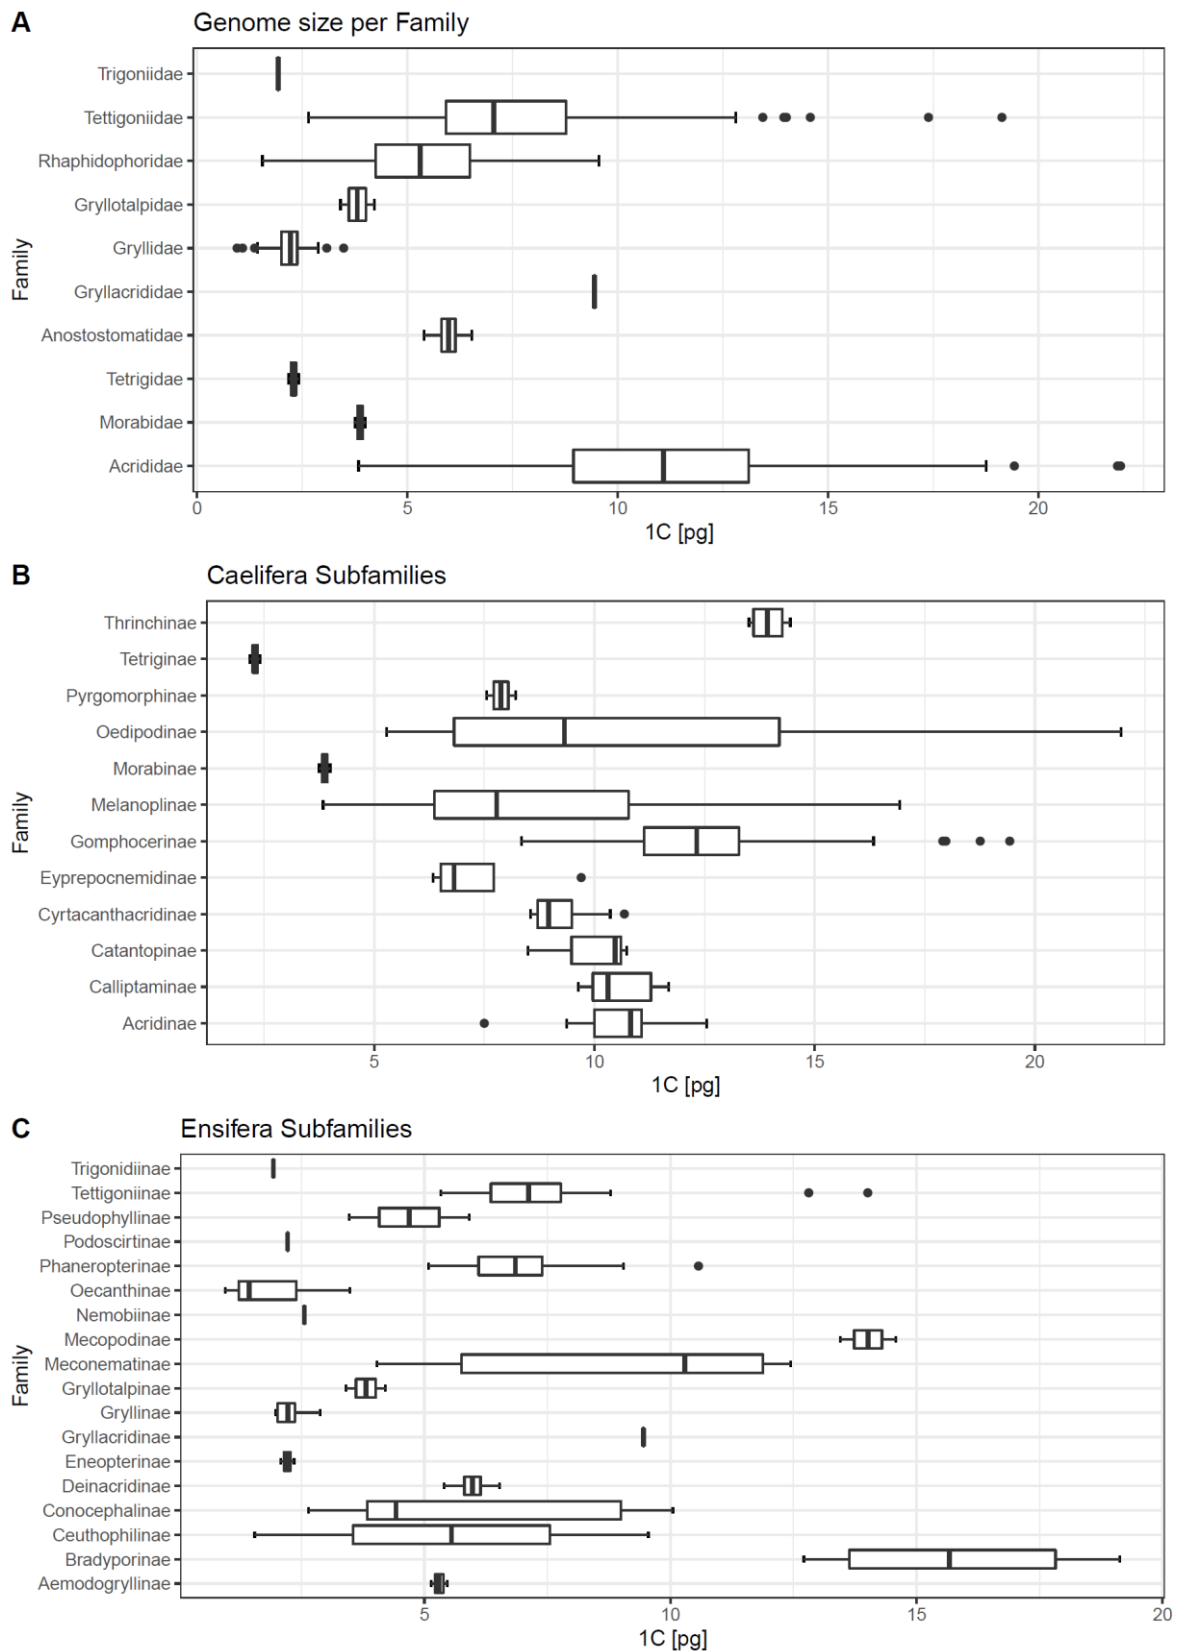 A
Genome size per Family
Trigoniidae
Tettigoniidae
Rhaphidophoridae
Gryllotalpidae
Gryllidae
Gryllacrididae
Anostostomatidae
Tetrigidae
Morabidae
Acrididae
Family
0 5 10 15 20
1C [pg]
B
Caelifera Subfamilies
Thrinchinae
Tetriginae
Pyrgomorphinae
Oedipodinae
Morabinae
Melanoplinae
Gomphocerinae
Eyprepocnemidinae
Cyrtacanthacridinae
Catantopinae
Calliptaminae
Acridinae
Family
5 10 15 20
1C [pg]
C
Ensifera Subfamilies
Trigonidiinae
Tettigoniinae
Pseudophyllinae
Podoscirtinae
Phaneropterinae
Oecanthinae
Nemobiinae
Mecopodinae
Meconematinae
Gryllotalpinae
Gryllinae
Gryllacridinae
Eneopterinae
Deinacridinae
Conocephalinae
Ceuthophilinae
Bradyporinae
Aemodogryllinae
Family
5 10 15 20
1C [pg]